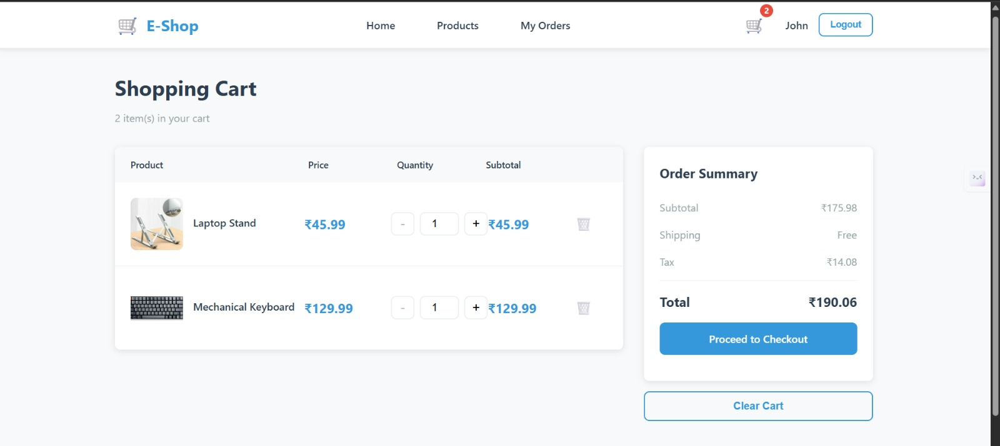 E-Shop Home Products My Orders 2 John Logout
Shopping Cart
2 item(s) in your cart
Product Price Quantity Subtotal
Laptop Stand ₹45.99 - 1 + ₹45.99
Mechanical Keyboard ₹129.99 - 1 + ₹129.99
Order Summary
Subtotal ₹175.98
Shipping Free
Tax ₹14.08
Total ₹190.06
Proceed to Checkout
Clear Cart